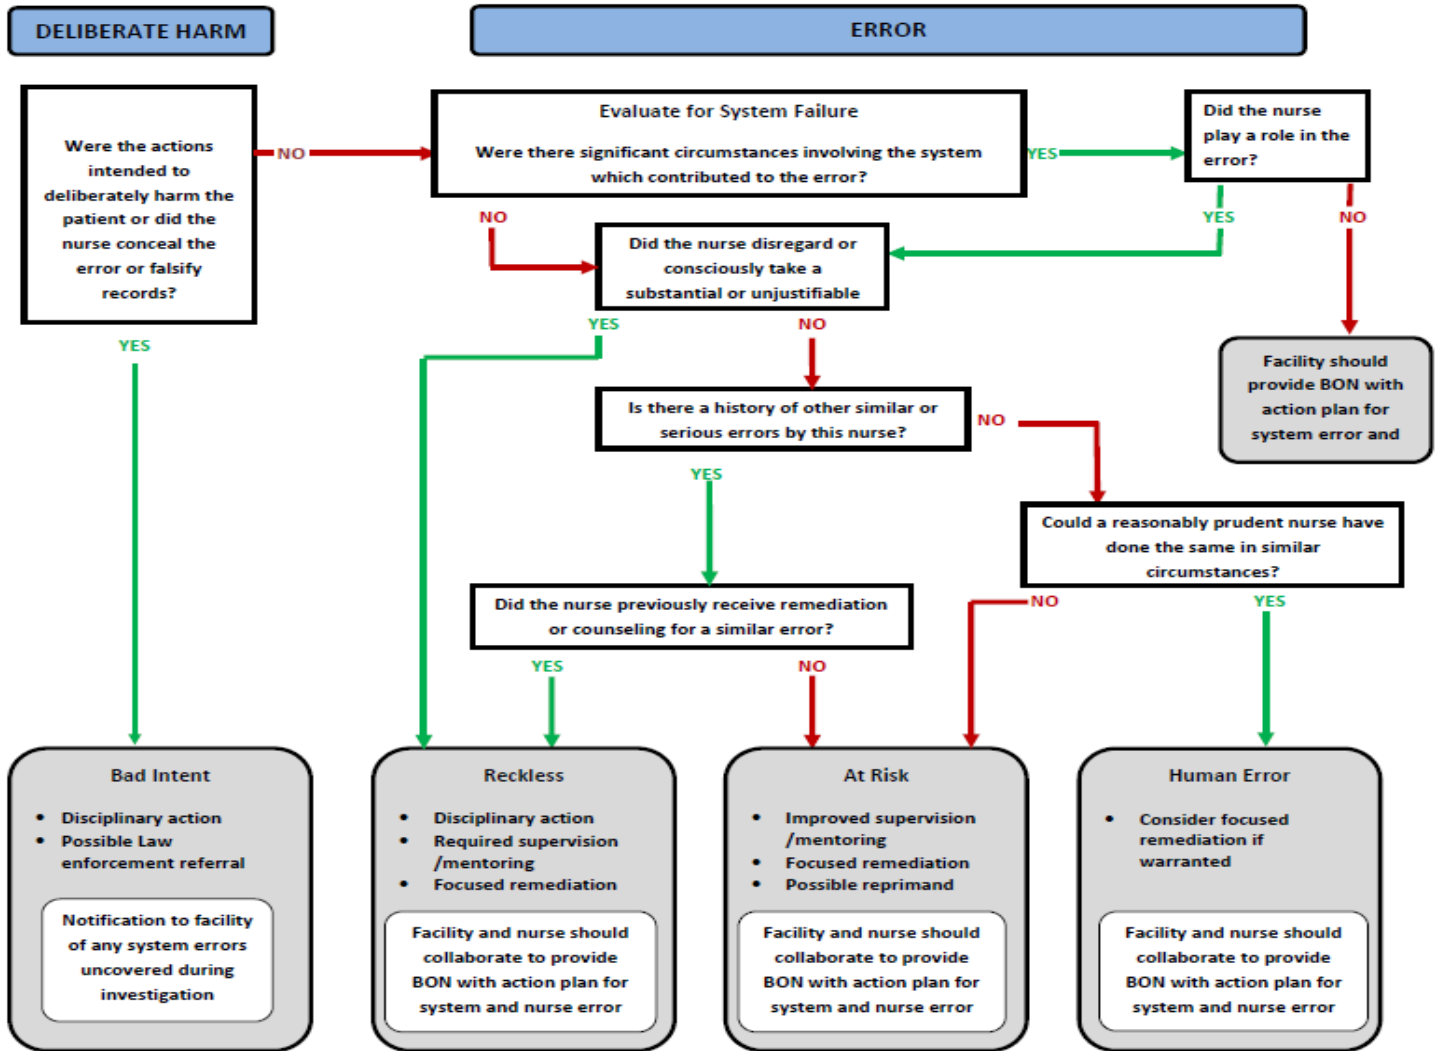 DELIBERATE HARM
ERROR
Were the actions
intended to
deliberately harm the
patient or did the
nurse conceal the
error or falsify
records?
NO
Evaluate for System Failure
Were there significant circumstances involving the system
which contributed to the error?
YES
Did the nurse
play a role in the
error?
NO
YES
NO
Did the nurse disregard or
consciously take a
substantial or unjustifiable
YES
YES
NO
Facility should
provide BON with
action plan for
system error and
Is there a history of other similar or
serious errors by this nurse?
NO
YES
Could a reasonably prudent nurse have
done the same in similar
circumstances?
Did the nurse previously receive remediation
or counseling for a similar error?
NO
YES
YES
NO
Bad Intent
• Disciplinary action
• Possible Law
enforcement referral
Notification to facility
of any system errors
uncovered during
investigation
Reckless
• Disciplinary action
• Required supervision
/mentoring
• Focused remediation
Facility and nurse should
collaborate to provide
BON with action plan for
system and nurse error
At Risk
• Improved supervision
/mentoring
• Focused remediation
• Possible reprimand
Facility and nurse should
collaborate to provide
BON with action plan for
system and nurse error
Human Error
• Consider focused
remediation if
warranted
Facility and nurse should
collaborate to provide
BON with action plan for
system and nurse error